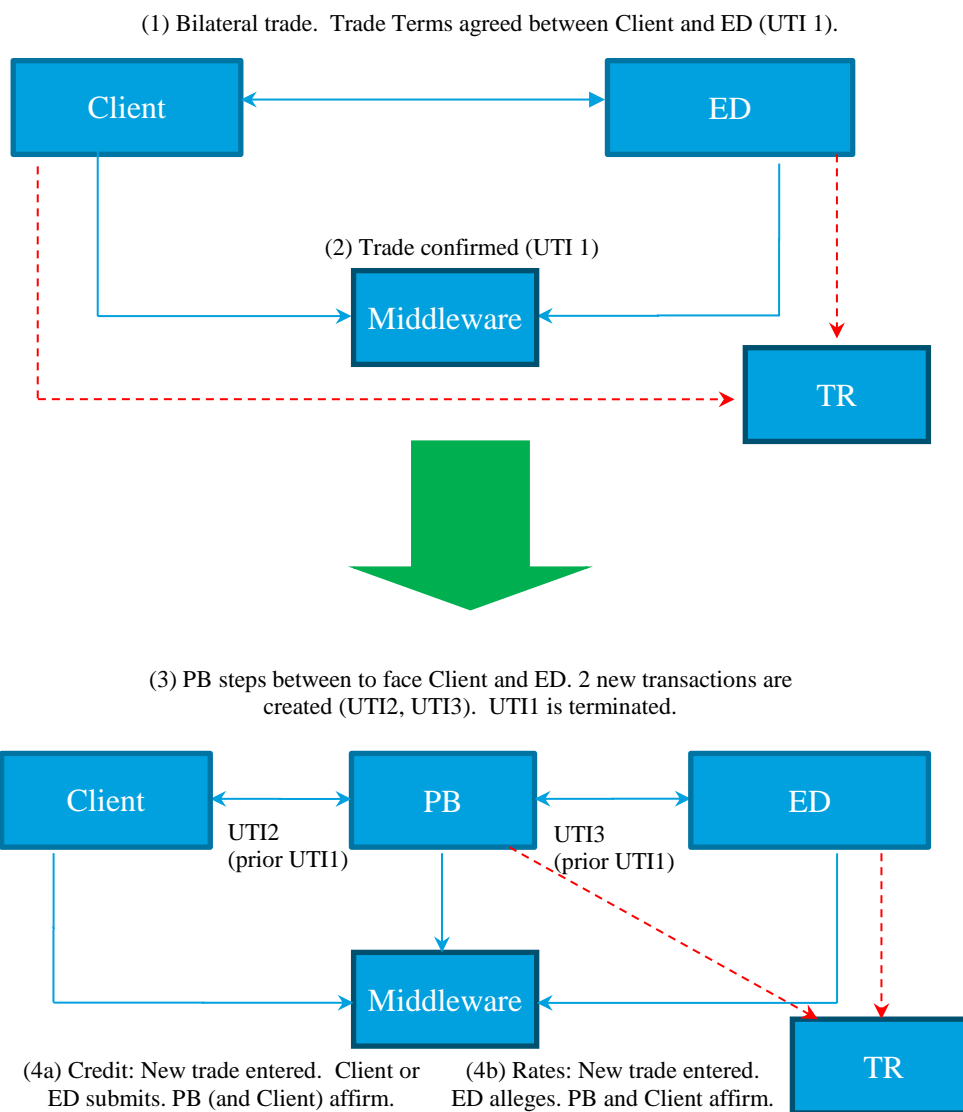 (1) Bilateral trade.  Trade Terms agreed between Client and ED (UTI 1).
Client
ED
(2) Trade confirmed (UTI 1)
Middleware
TR
(3) PB steps between to face Client and ED. 2 new transactions are
created (UTI2, UTI3).  UTI1 is terminated.
Client
PB
ED
UTI2
(prior UTI1)
UTI3
(prior UTI1)
Middleware
TR
(4a) Credit: New trade entered.  Client or
ED submits. PB (and Client) affirm.
(4b) Rates: New trade entered.
ED alleges. PB and Client affirm.